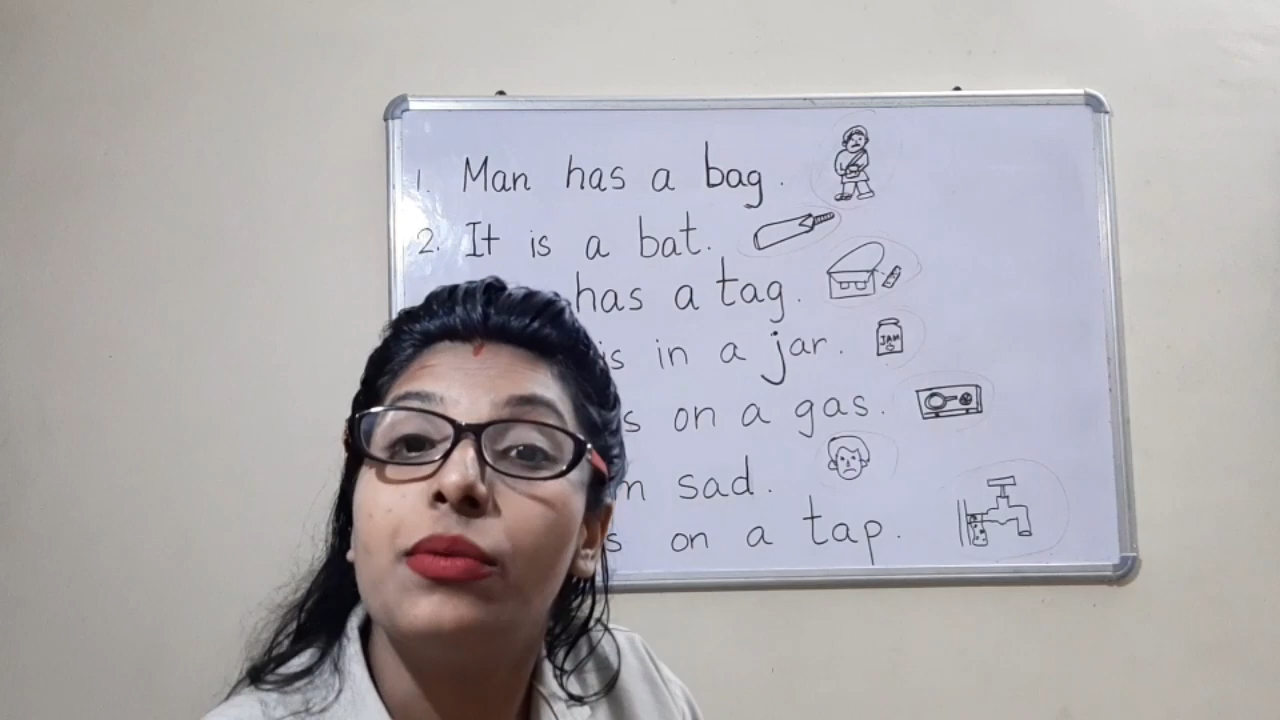 1. Man has a bag.
2. It is a bat.
has a tag.
is in a jar.
JAM
s on a gas.
m sad.
s on a tap.